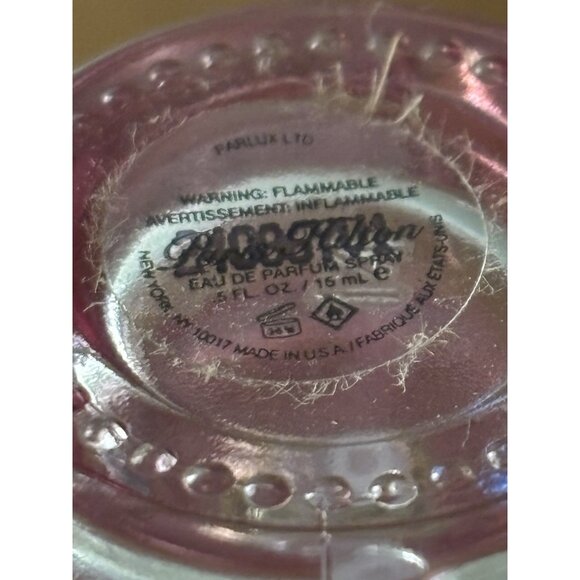 PARLUX LTD
WARNING: FLAMMABLE
AVERTISSEMENT: INFLAMMABLE
Paris Hilton
EAU DE PARFUM SPRAY
.5 FL. OZ / 15 mL e
NEW YORK, NY 10017 MADE IN U.S.A. / FABRIQUE AUX ÉTATS-UNIS